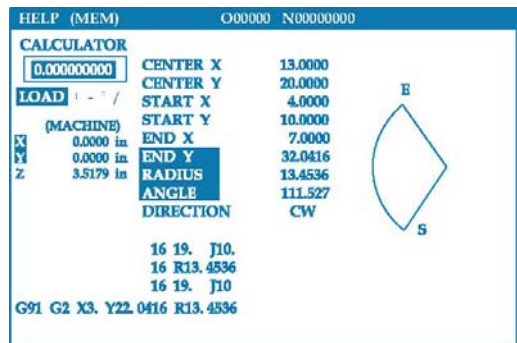 HELP (MEM) O00000 N00000000
CALCULATOR
0.000000000
LOAD + - * /
(MACHINE)
X 0.0000 in
Y 0.0000 in
Z 3.5179 in
CENTER X 13.0000
CENTER Y 20.0000
START X 4.0000
START Y 10.0000
END X 7.0000
END Y 32.0416
RADIUS 13.4536
ANGLE 111.527
DIRECTION CW
E
S
16 19. J10.
16 R13.4536
16 19. J10
G91 G2 X3. Y22.0416 R13.4536